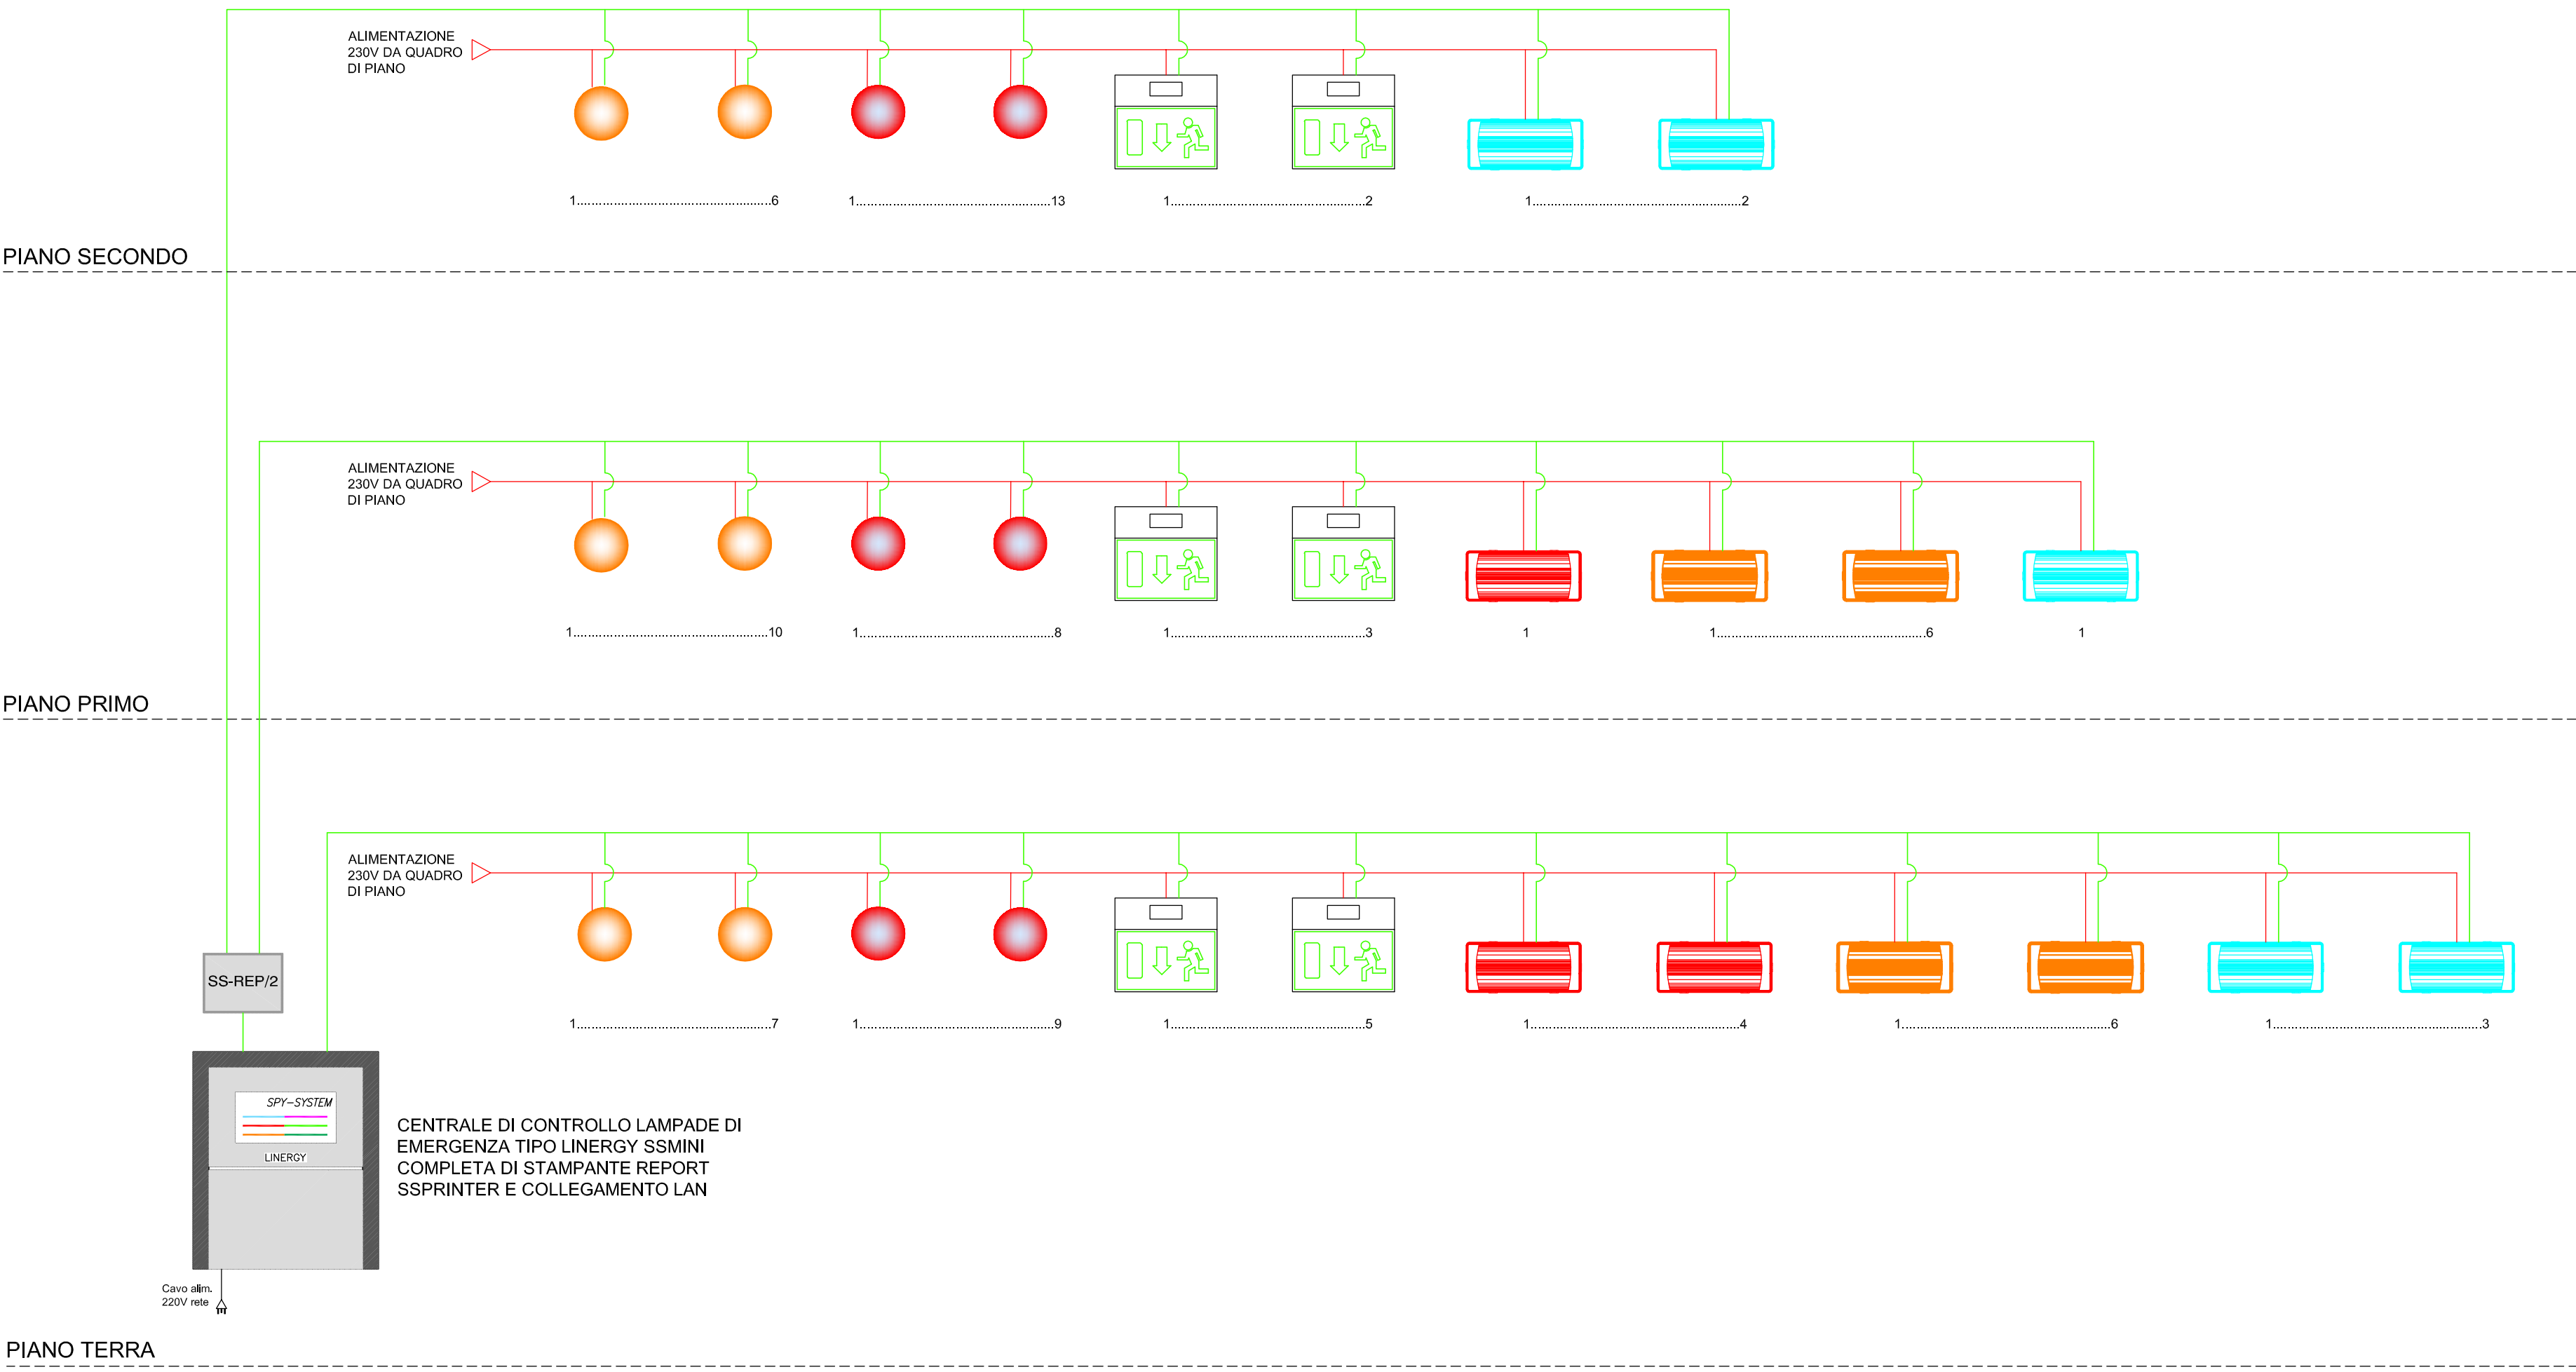 ALIMENTAZIONE
230V DA QUADRO
DI PIANO
1................................................6
1................................................13
1................................................2
1................................................2
PIANO SECONDO
ALIMENTAZIONE
230V DA QUADRO
DI PIANO
1................................................10
1................................................8
1................................................3
1
1................................................6
1
PIANO PRIMO
ALIMENTAZIONE
230V DA QUADRO
DI PIANO
1................................................7
1................................................9
1................................................5
1................................................4
1................................................6
1................................................3
SS-REP/2
SPY-SYSTEM
LINERGY
CENTRALE DI CONTROLLO LAMPADE DI
EMERGENZA TIPO LINERGY SSMINI
COMPLETA DI STAMPANTE REPORT
SSPRINTER E COLLEGAMENTO LAN
Cavo alim.
220V rete
PIANO TERRA